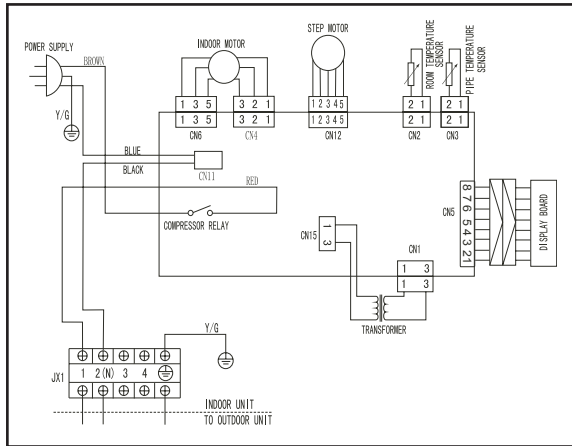 STEP MOTOR
INDOOR MOTOR
POWER SUPPLY
BROWN
ROOM TEMPERATURE
SENSOR
PIPE TEMPERATURE
SENSOR
1 3 5
3 2 1
1 2 3 4 5
2 1
2 1
1 3 5
3 2 1
1 2 3 4 5
2 1
2 1
CN6
CN4
CN12
CN2
CN3
Y/G
BLUE
BLACK
CN11
RED
COMPRESSOR RELAY
CN5
8 7 6 5 4 3 2 1
DISPLAY BOARD
CN15
1 3
CN1
1 3
1 3
TRANSFORMER
Y/G
JX1
1 2(N) 3 4
INDOOR UNIT
TO OUTDOOR UNIT